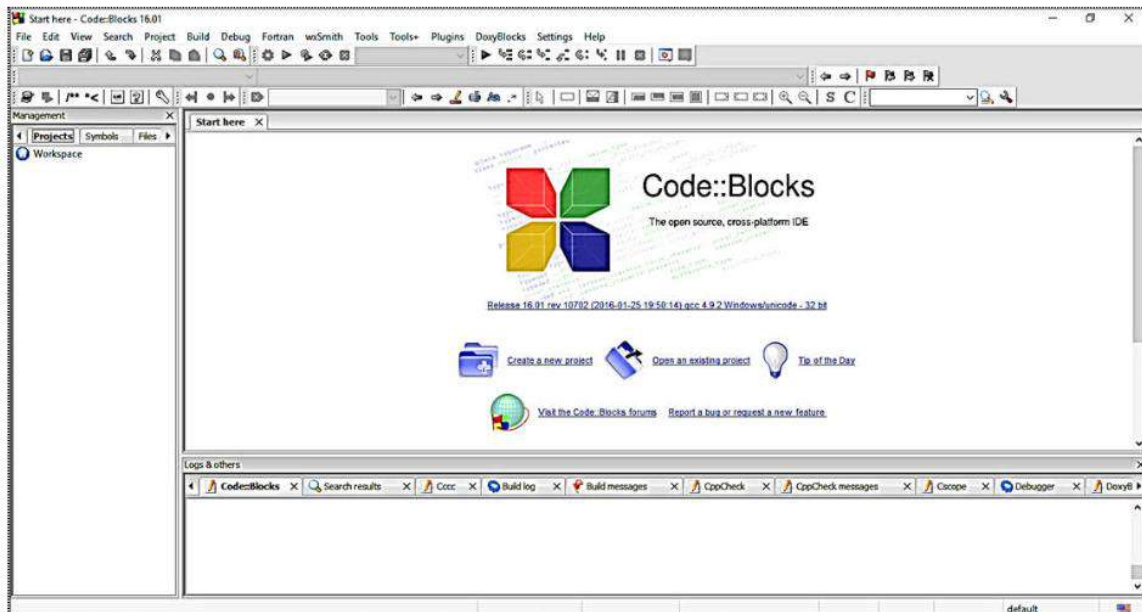 Start here - Code::Blocks 16.01
File Edit View Search Project Build Debug Fortran wxSmith Tools Tools+ Plugins DoxyBlocks Settings Help
S C
Management
Projects Symbols Files
Workspace
Start here
Code::Blocks
The open source, cross-platform IDE
Release 16.01 rev 10702 (2016-01-25 19:50:14) gcc 4.9.2 Windows/unicode - 32 bit
Create a new project Open an existing project Tip of the Day
Visit the Code::Blocks forums Report a bug or request a new feature
Logs & others
Code::Blocks Search results Cccc Build log Build messages CppCheck CppCheck messages Cscope Debugger DoxyB
default